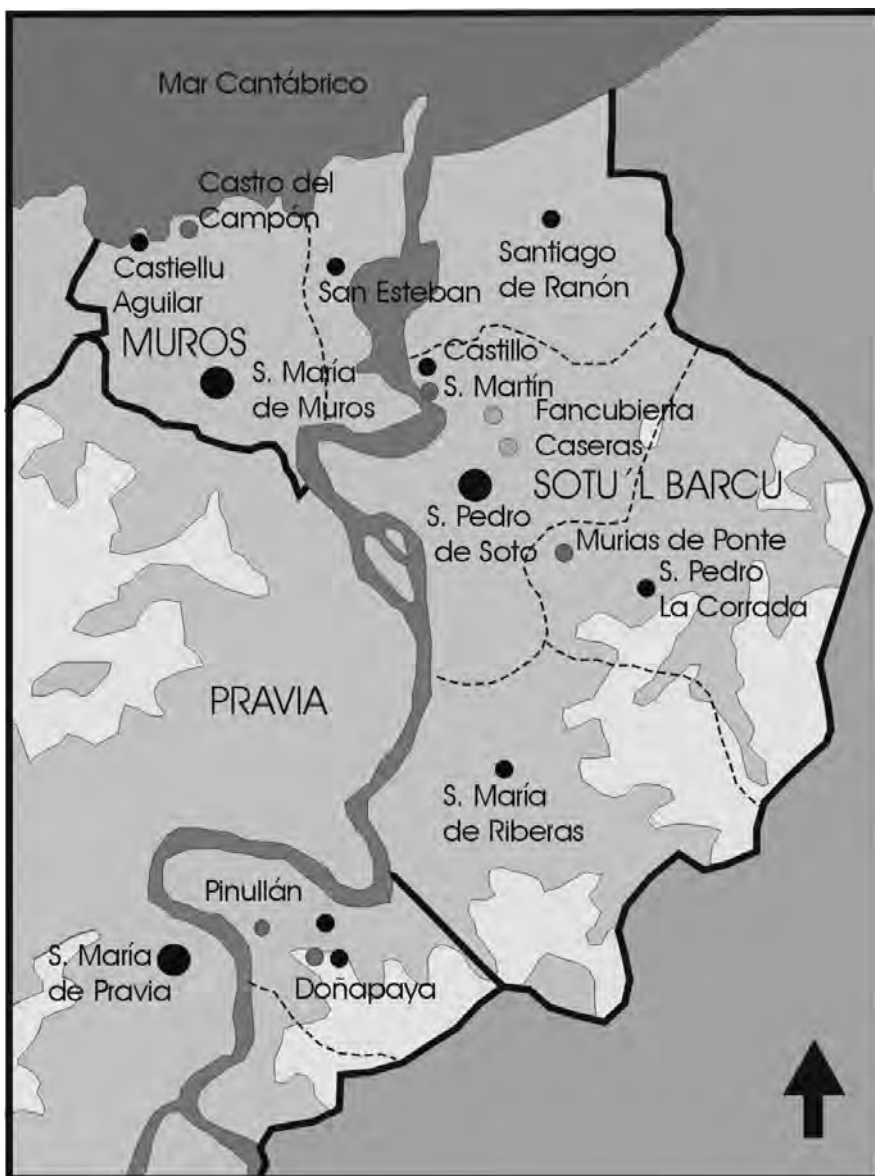 Mar Cantábrico
Castro del
Campón
Castiellu
Aguilar
San Esteban
Santiago
de Ranón
MUROS
S. María
de Muros
Castillo
S. Martín
Fancubierta
Caseras
SOTU´L BARCU
S. Pedro
de Soto
Murias de Ponte
S. Pedro
La Corrada
PRAVIA
S. María
de Riberas
Pinullán
S. María
de Pravia
Doñapaya